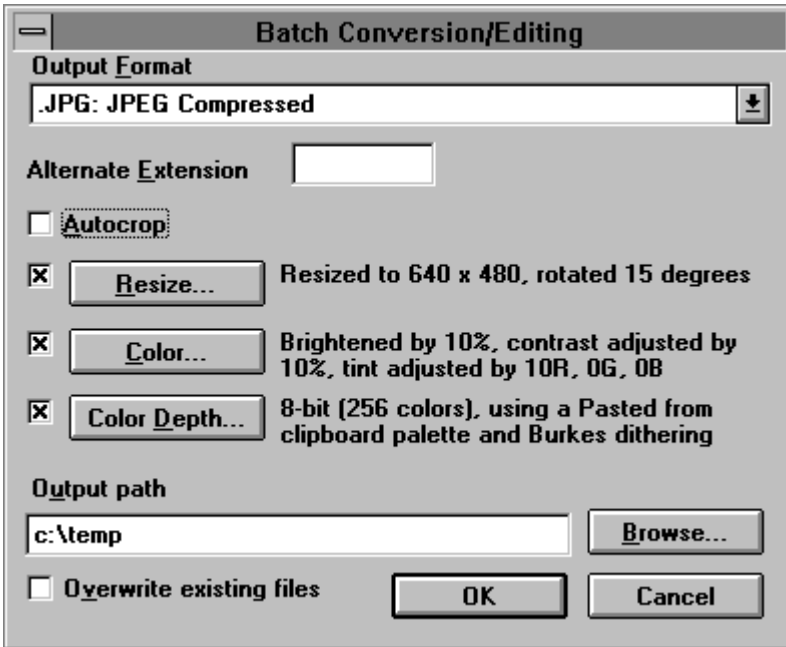 Batch Conversion/Editing
Output Format
.JPG: JPEG Compressed
Alternate Extension
Autocrop
Resize...
Resized to 640 x 480, rotated 15 degrees
Color...
Brightened by 10%, contrast adjusted by
10%, tint adjusted by 10R, 0G, 0B
Color Depth...
8-bit (256 colors), using a Pasted from
clipboard palette and Burkes dithering
Output path
c:\temp
Browse...
Overwrite existing files
OK
Cancel